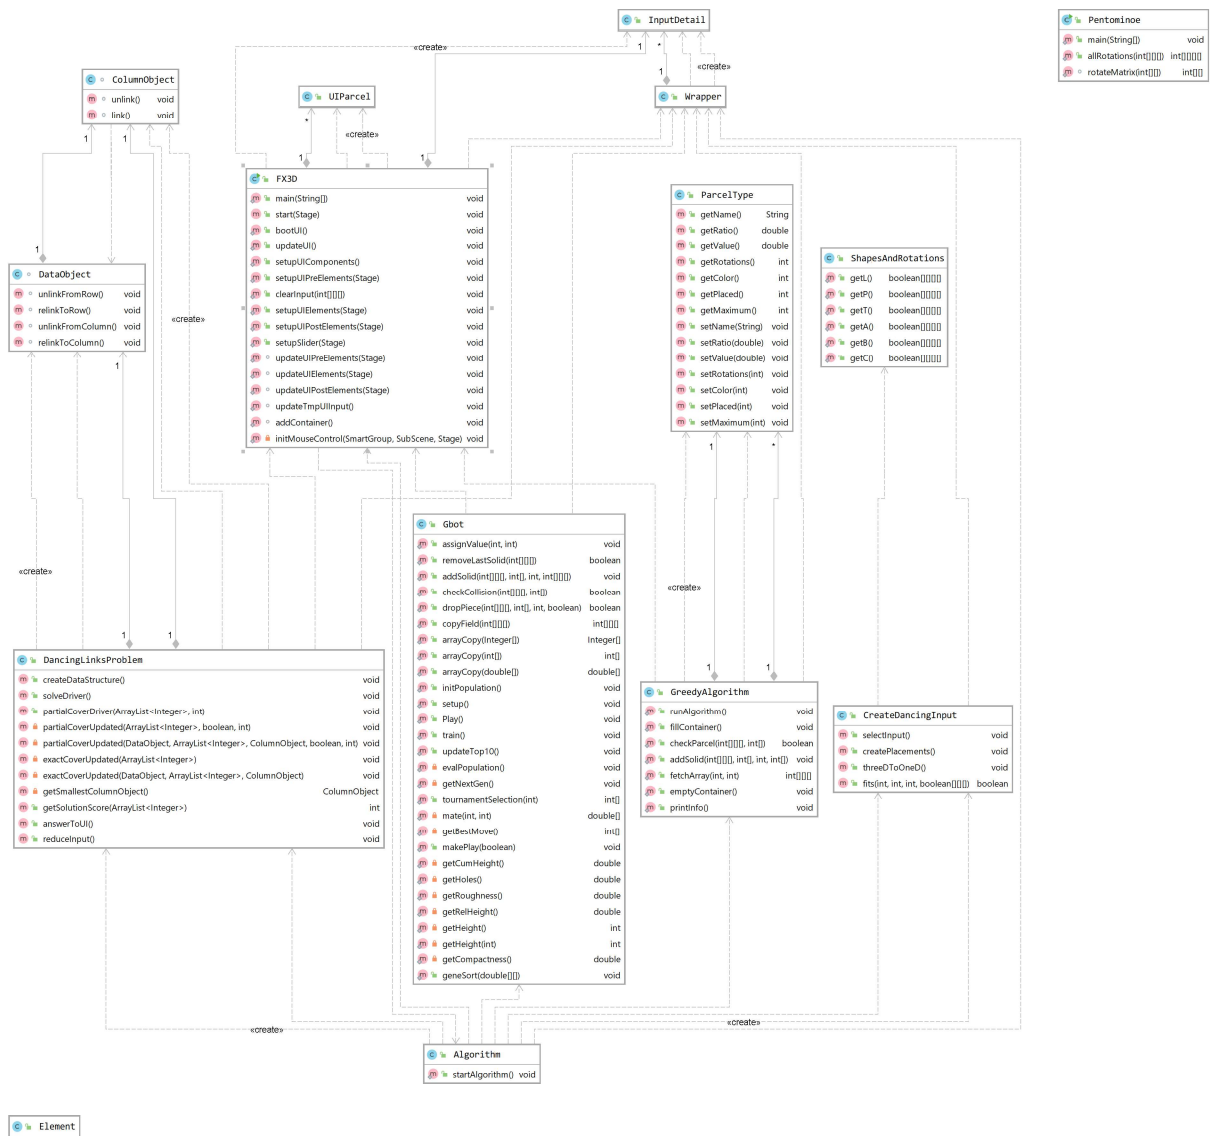 InputDetail
«create»
1
*
«create»
1
Wrapper
Pentominoe
main(String[]) void
allRotations(int[][][]) int[][][][]
rotateMatrix(int[][]) int[][]
ColumnObject
unlink() void
link() void
1
1
UIParcel
*
«create»
1
1
FX3D
main(String[]) void
start(Stage) void
bootUI() void
updateUI() void
setupUIComponents() void
setupUIPreElements(Stage) void
clearInput(int[][][]) void
setupUIElements(Stage) void
setupUIPostElements(Stage) void
setupSlider(Stage) void
updateUIPreElements(Stage) void
updateUIElements(Stage) void
updateUIPostElements(Stage) void
updateTmpUIInput() void
addContainer() void
initMouseControl(SmartGroup, SubScene, Stage) void
ParcelType
getName() String
getRatio() double
getValue() double
getRotations() int
getColor() int
getPlaced() int
getMaximum() int
setName(String) void
setRatio(double) void
setValue(double) void
setRotations(int) void
setColor(int) void
setPlaced(int) void
setMaximum(int) void
1
*
ShapesAndRotations
getL() boolean[][][][]
getP() boolean[][][][]
getT() boolean[][][][]
getA() boolean[][][][]
getB() boolean[][][][]
getC() boolean[][][][]
1
DataObject
unlinkFromRow() void
relinkToRow() void
unlinkFromColumn() void
relinkToColumn() void
1
«create»
«create»
1
1
DancingLinksProblem
createDataStructure() void
solveDriver() void
partialCoverDriver(ArrayList<Integer>, int) void
partialCoverUpdated(ArrayList<Integer>, boolean, int) void
partialCoverUpdated(DataObject, ArrayList<Integer>, ColumnObject, boolean, int) void
exactCoverUpdated(ArrayList<Integer>) void
exactCoverUpdated(DataObject, ArrayList<Integer>, ColumnObject) void
getSmallestColumnObject() ColumnObject
getSolutionScore(ArrayList<Integer>) int
answerToUI() void
reduceInput() void
Gbot
assignValue(int, int) void
removeLastSolid(int[][][]) boolean
addSolid(int[][][], int[], int, int[][][]) void
checkCollision(int[][][], int[]) boolean
dropPiece(int[][][], int[], int, boolean) boolean
copyField(int[][][]) int[][][]
arrayCopy(Integer[]) Integer[]
arrayCopy(int[]) int[]
arrayCopy(double[]) double[]
initPopulation() void
setup() void
Play() void
train() void
updateTop10() void
evalPopulation() void
getNextGen() void
tournamentSelection(int) int[]
mate(int, int) double[]
getBestMove() int[]
makePlay(boolean) void
getCumHeight() double
getHoles() double
getRoughness() double
getRelHeight() double
getHeight() int
getHeight(int) int
getCompactness() double
geneSort(double[][]) void
«create»
1
1
GreedyAlgorithm
runAlgorithm() void
fillContainer() void
checkParcel(int[][][], int[]) boolean
addSolid(int[][][], int[], int, int[]) void
fetchArray(int, int) int[][][]
emptyContainer() void
printInfo() void
CreateDancingInput
selectInput() void
createPlacements() void
threeDToOneD() void
fits(int, int, int, boolean[][][]) boolean
«create»
«create»
Algorithm
startAlgorithm() void
Element